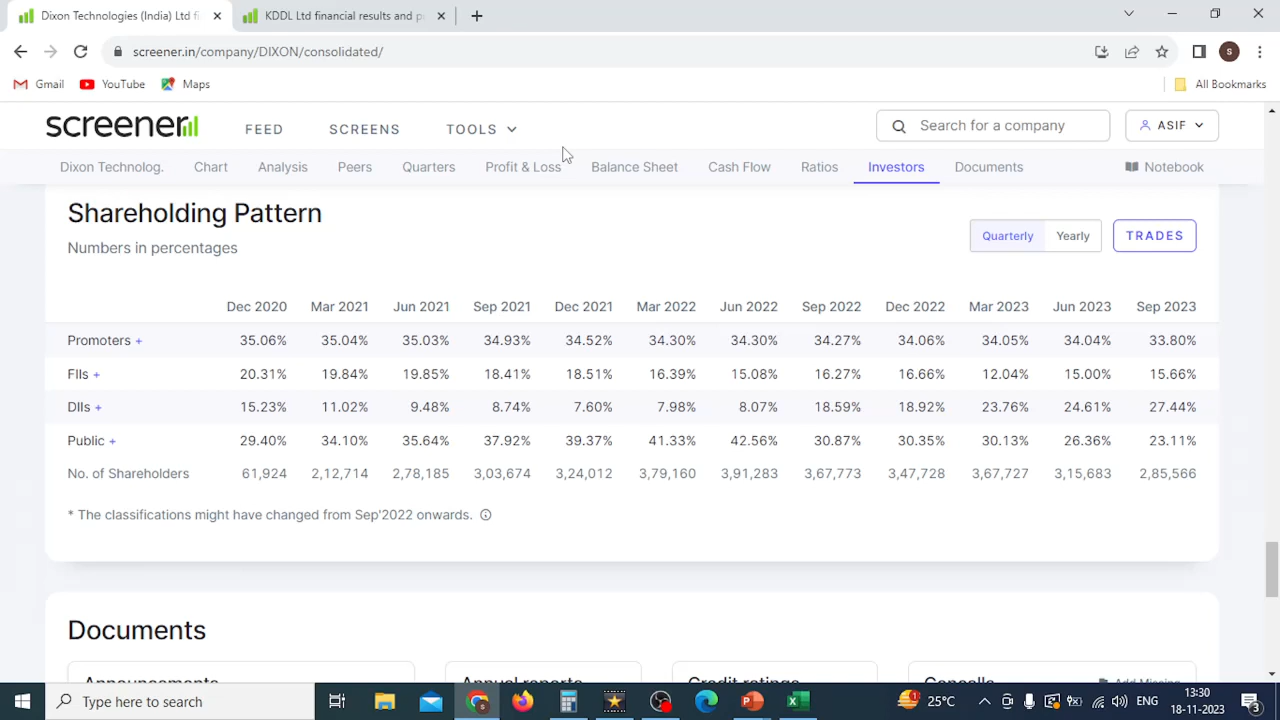 Dixon Technologies (India) Ltd fi
KDDL Ltd financial results and p
screener.in/company/DIXON/consolidated/
S
Gmail YouTube Maps All Bookmarks
screener FEED SCREENS TOOLS Search for a company ASIF
Dixon Technolog. Chart Analysis Peers Quarters Profit & Loss Balance Sheet Cash Flow Ratios Investors Documents Notebook
Shareholding Pattern
Numbers in percentages
Quarterly Yearly TRADES
Dec 2020 Mar 2021 Jun 2021 Sep 2021 Dec 2021 Mar 2022 Jun 2022 Sep 2022 Dec 2022 Mar 2023 Jun 2023 Sep 2023
Promoters + 35.06% 35.04% 35.03% 34.93% 34.52% 34.30% 34.30% 34.27% 34.06% 34.05% 34.04% 33.80%
FIIs + 20.31% 19.84% 19.85% 18.41% 18.51% 16.39% 15.08% 16.27% 16.66% 12.04% 15.00% 15.66%
DIIs + 15.23% 11.02% 9.48% 8.74% 7.60% 7.98% 8.07% 18.59% 18.92% 23.76% 24.61% 27.44%
Public + 29.40% 34.10% 35.64% 37.92% 39.37% 41.33% 42.56% 30.87% 30.35% 30.13% 26.36% 23.11%
No. of Shareholders 61,924 2,12,714 2,78,185 3,03,674 3,24,012 3,79,160 3,91,283 3,67,773 3,47,728 3,67,727 3,15,683 2,85,566
* The classifications might have changed from Sep'2022 onwards.
Documents
Announcements Annual reports Credit ratings Concalls Add Missing
Type here to search 25°C ENG 13:30
18-11-2023
3